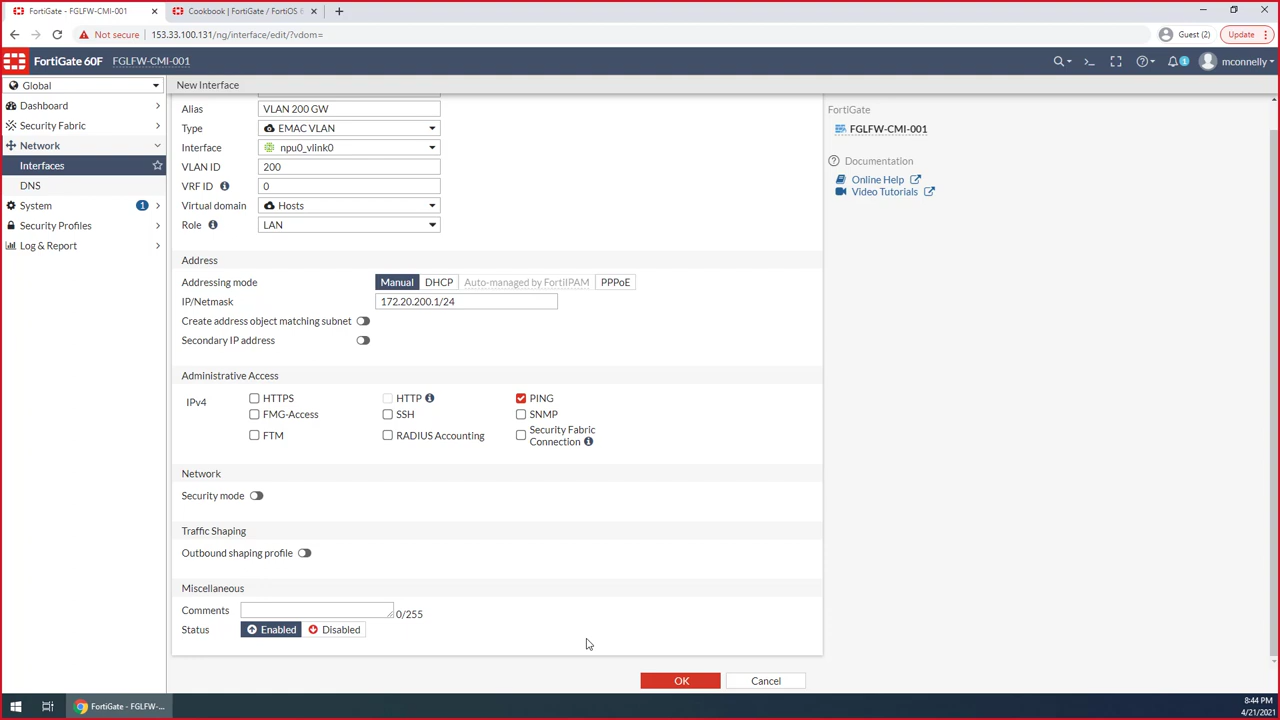 FortiGate - FGLFW-CMI-001
Cookbook | FortiGate / FortiOS 6
Not secure
153.33.100.131/ng/interface/edit/?vdom=
Guest (2)
Update
FortiGate 60F
FGLFW-CMI-001
1
mconnelly
Global
Dashboard
Security Fabric
Network
Interfaces
DNS
System
1
Security Profiles
Log & Report
New Interface
Alias
VLAN 200 GW
Type
EMAC VLAN
Interface
npu0_vlink0
VLAN ID
200
VRF ID
0
Virtual domain
Hosts
Role
LAN
Address
Addressing mode
Manual
DHCP
Auto-managed by FortiIPAM
PPPoE
IP/Netmask
172.20.200.1/24
Create address object matching subnet
Secondary IP address
Administrative Access
IPv4
HTTPS
HTTP
PING
FMG-Access
SSH
SNMP
FTM
RADIUS Accounting
Security Fabric
Connection
Network
Security mode
Traffic Shaping
Outbound shaping profile
Miscellaneous
Comments
0/255
Status
Enabled
Disabled
OK
Cancel
FortiGate
FGLFW-CMI-001
Documentation
Online Help
Video Tutorials
FortiGate - FGLFW-...
8:44 PM
4/21/2021